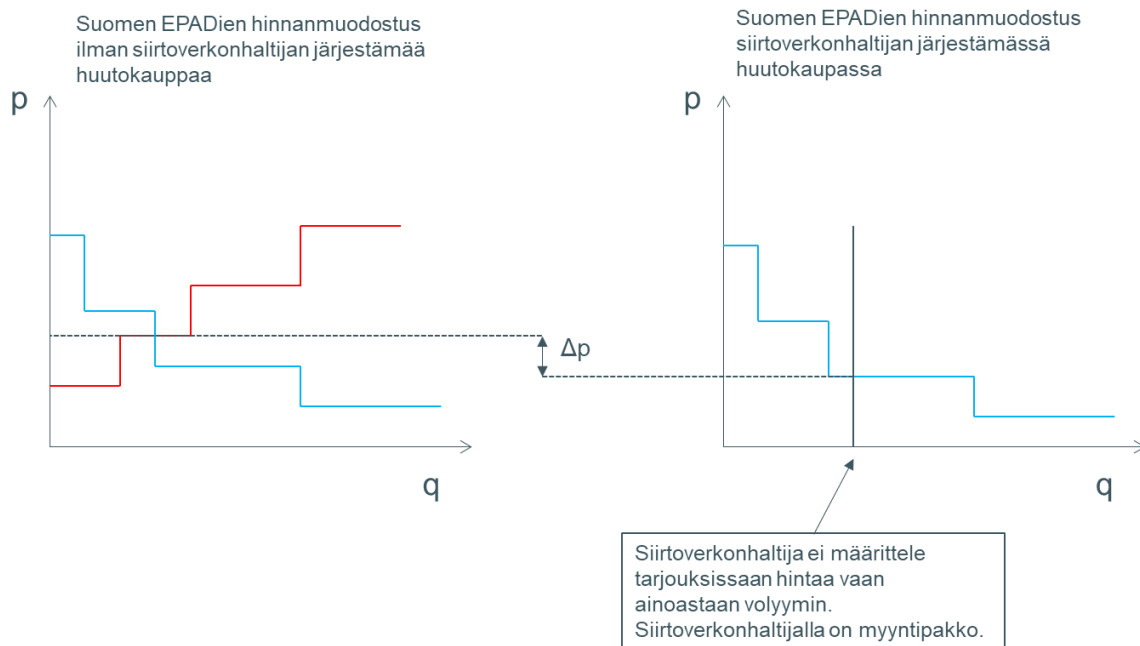 Suomen EPADien hinnanmuodostus
ilman siirtoverkonhaltijan järjestämää
huutokauppaa
p
q
Δp
Suomen EPADien hinnanmuodostus
siirtoverkonhaltijan järjestämässä
huutokaupassa
p
q
Siirtoverkonhaltija ei määrittele
tarjouksissaan hintaa vaan
ainoastaan volyymin.
Siirtoverkonhaltijalla on myyntipakko.